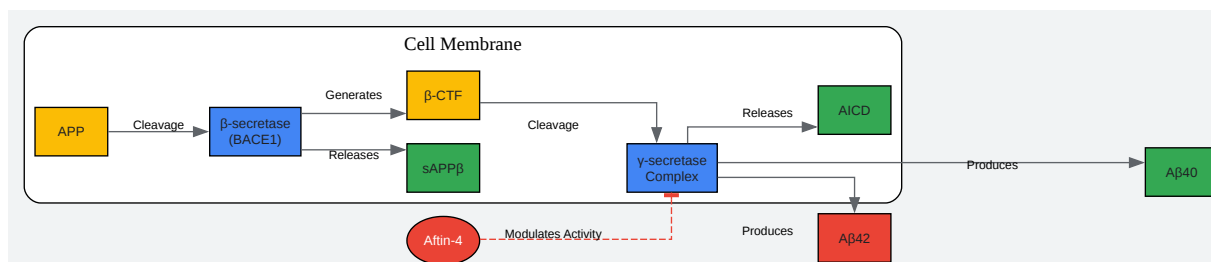 Cell Membrane
APP
Cleavage
β-secretase
(BACE1)
Generates
Releases
β-CTF
sAPPβ
Cleavage
γ-secretase
Complex
Releases
AICD
Produces
Aβ40
Aftin-4
Modulates Activity
Produces
Aβ42